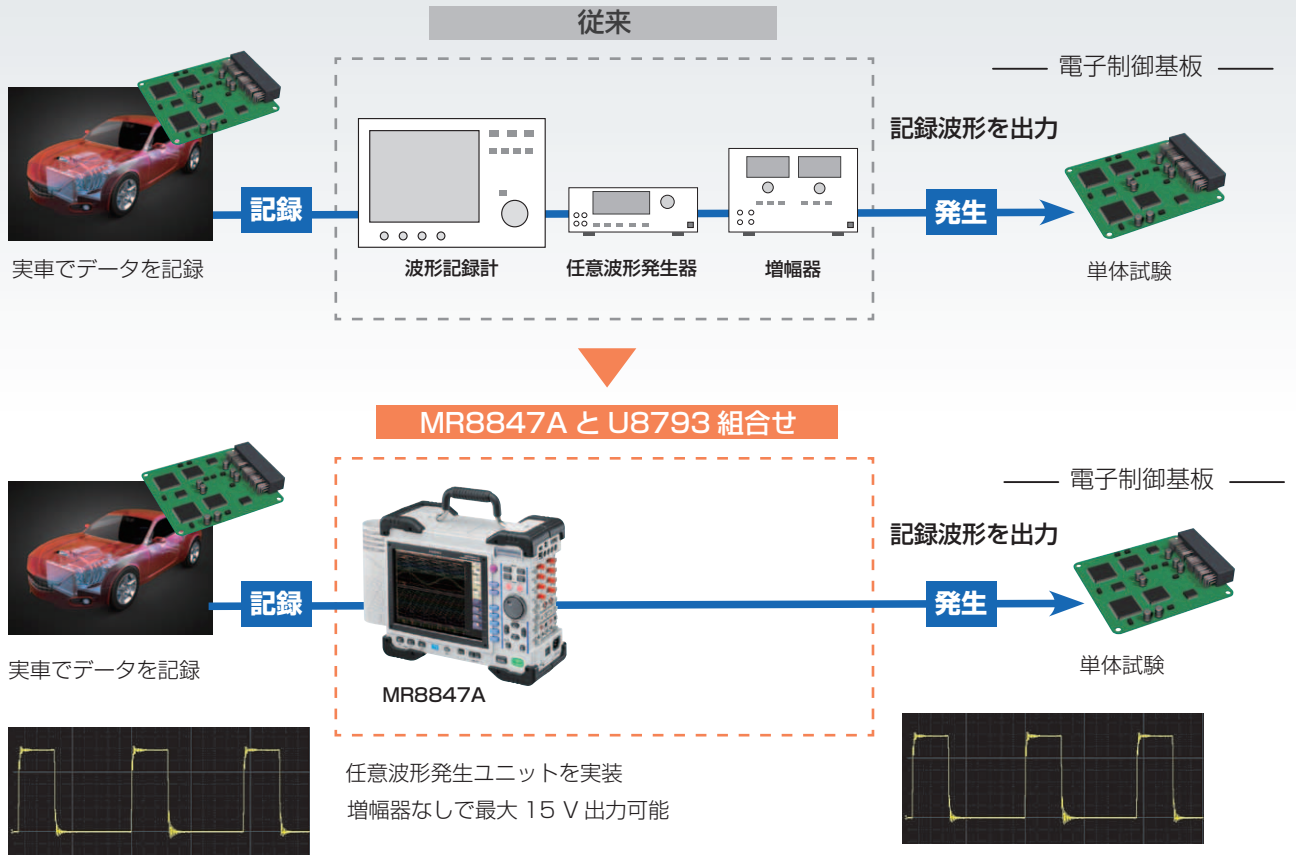 従来
電子制御基板
記録波形を出力
記録
発生
実車でデータを記録
波形記録計
任意波形発生器
増幅器
単体試験
MR8847A と U8793 組合せ
電子制御基板
記録波形を出力
記録
発生
実車でデータを記録
MR8847A
単体試験
任意波形発生ユニットを実装
増幅器なしで最大 15 V 出力可能